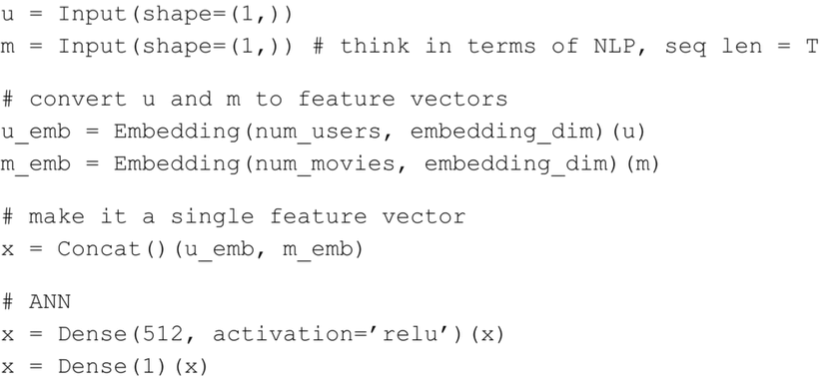 u = Input(shape=(1,))
m = Input(shape=(1,)) # think in terms of NLP, seq len = T
# convert u and m to feature vectors
u_emb = Embedding(num_users, embedding_dim)(u)
m_emb = Embedding(num_movies, embedding_dim)(m)
# make it a single feature vector
x = Concat()(u_emb, m_emb)
# ANN
x = Dense(512, activation=’relu’)(x)
x = Dense(1)(x)